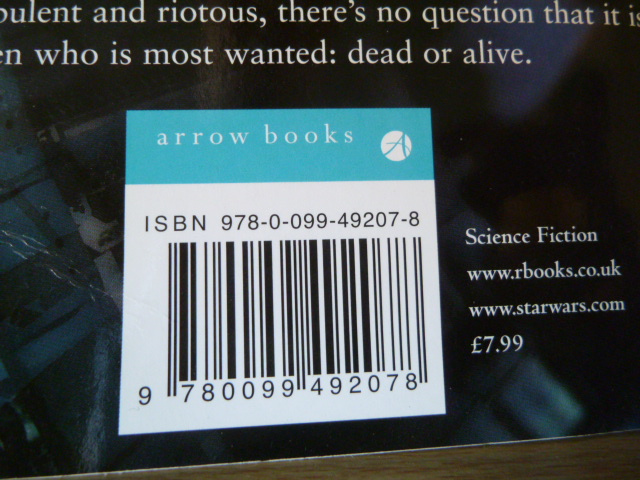 bulent and riotous, there's no question that it is
en who is most wanted: dead or alive.
arrow books
ISBN 978-0-099-49207-8
9 780099 492078
Science Fiction
www.rbooks.co.uk
www.starwars.com
£7.99